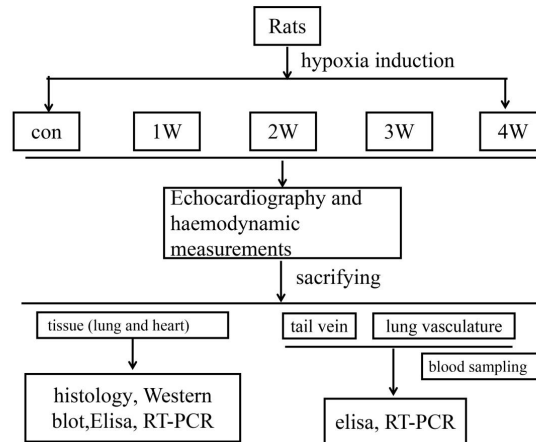 Rats
hypoxia induction
con
1W
2W
3W
4W
Echocardiography and
haemodynamic
measurements
sacrifying
tissue (lung and heart)
tail vein
lung vasculature
blood sampling
histology, Western
blot,Elisa, RT-PCR
elisa, RT-PCR